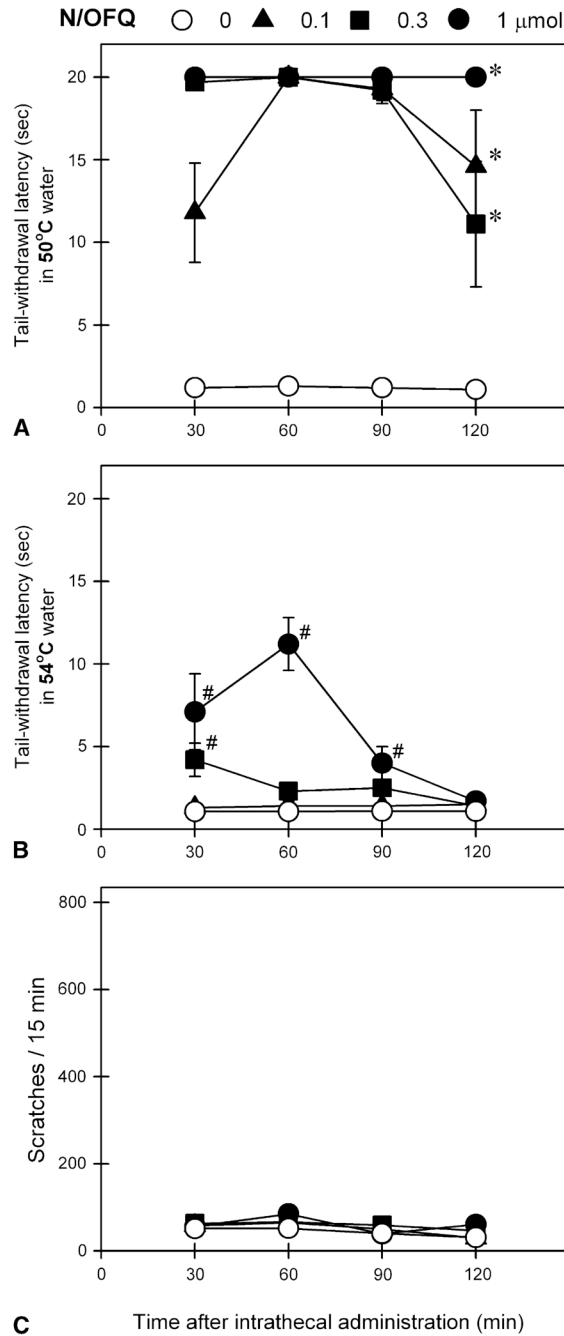 N/OFQ 0 0.1 0.3 1 μmol
Tail-withdrawal latency (sec)
in 50°C water
20
15
10
5
0
*
*
*
0 30 60 90 120
A
Tail-withdrawal latency (sec)
in 54°C water
20
15
10
5
0
#
#
#
#
0 30 60 90 120
B
Scratches / 15 min
800
600
400
200
0
0 30 60 90 120
C
Time after intrathecal administration (min)